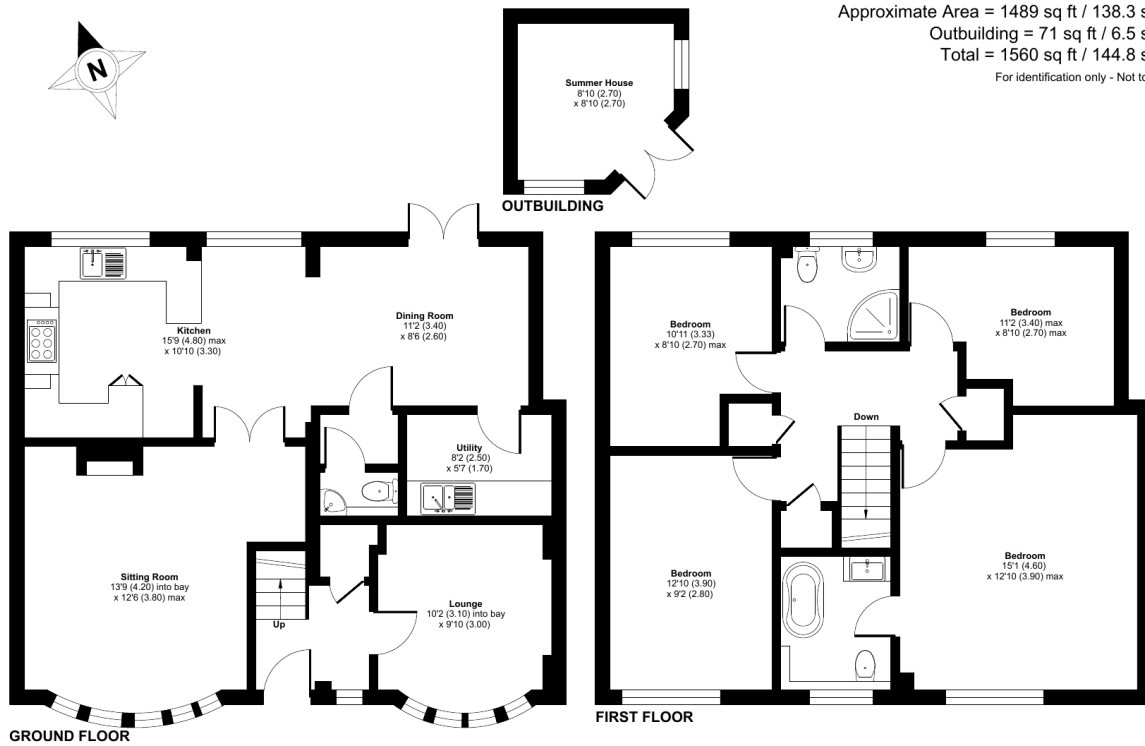 Approximate Area = 1489 sq ft / 138.3 s
Outbuilding = 71 sq ft / 6.5 s
Total = 1560 sq ft / 144.8 s
For identification only - Not to
N
Summer House
8'10 (2.70)
x 8'10 (2.70)
OUTBUILDING
Kitchen
15'9 (4.80) max
x 10'10 (3.30)
Dining Room
11'2 (3.40)
x 8'6 (2.60)
Utility
8'2 (2.50)
x 5'7 (1.70)
Sitting Room
13'9 (4.20) into bay
x 12'6 (3.80) max
Up
Lounge
10'2 (3.10) into bay
x 9'10 (3.00)
GROUND FLOOR
Bedroom
10'11 (3.33)
x 8'10 (2.70) max
Bedroom
11'2 (3.40) max
x 8'10 (2.70) max
Down
Bedroom
12'10 (3.90)
x 9'2 (2.80)
Bedroom
15'1 (4.60)
x 12'10 (3.90) max
FIRST FLOOR